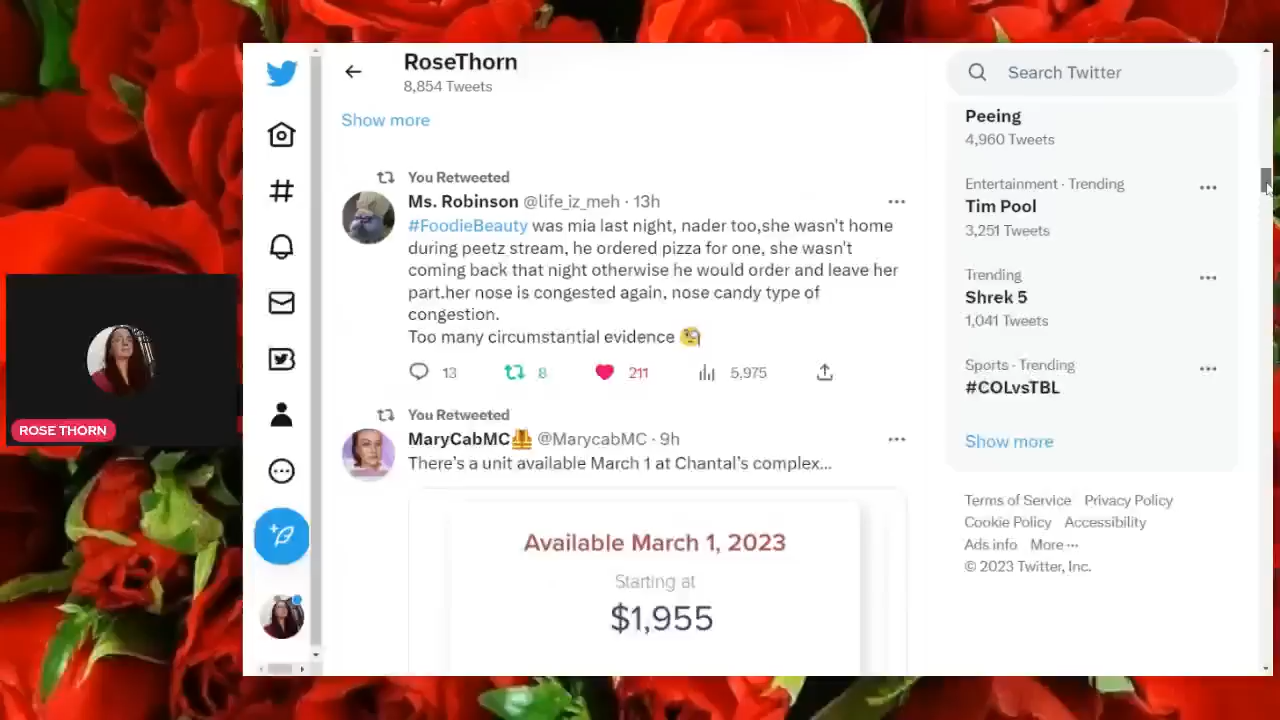 RoseThorn
8,854 Tweets
Show more
You Retweeted
Ms. Robinson @life_iz_meh · 13h
#FoodieBeauty was mia last night, nader too,she wasn't home
during peetz stream, he ordered pizza for one, she wasn't
coming back that night otherwise he would order and leave her
part.her nose is congested again, nose candy type of
congestion.
Too many circumstantial evidence 🧐
13 8 211 5,975
You Retweeted
MaryCabMC🦺 @MarycabMC · 9h
There's a unit available March 1 at Chantal's complex...
Available March 1, 2023
Starting at
$1,955
Search Twitter
Peeing
4,960 Tweets
Entertainment · Trending
Tim Pool
3,251 Tweets
Trending
Shrek 5
1,041 Tweets
Sports · Trending
#COLvsTBL
Show more
Terms of Service Privacy Policy
Cookie Policy Accessibility
Ads info More ···
© 2023 Twitter, Inc.
ROSE THORN